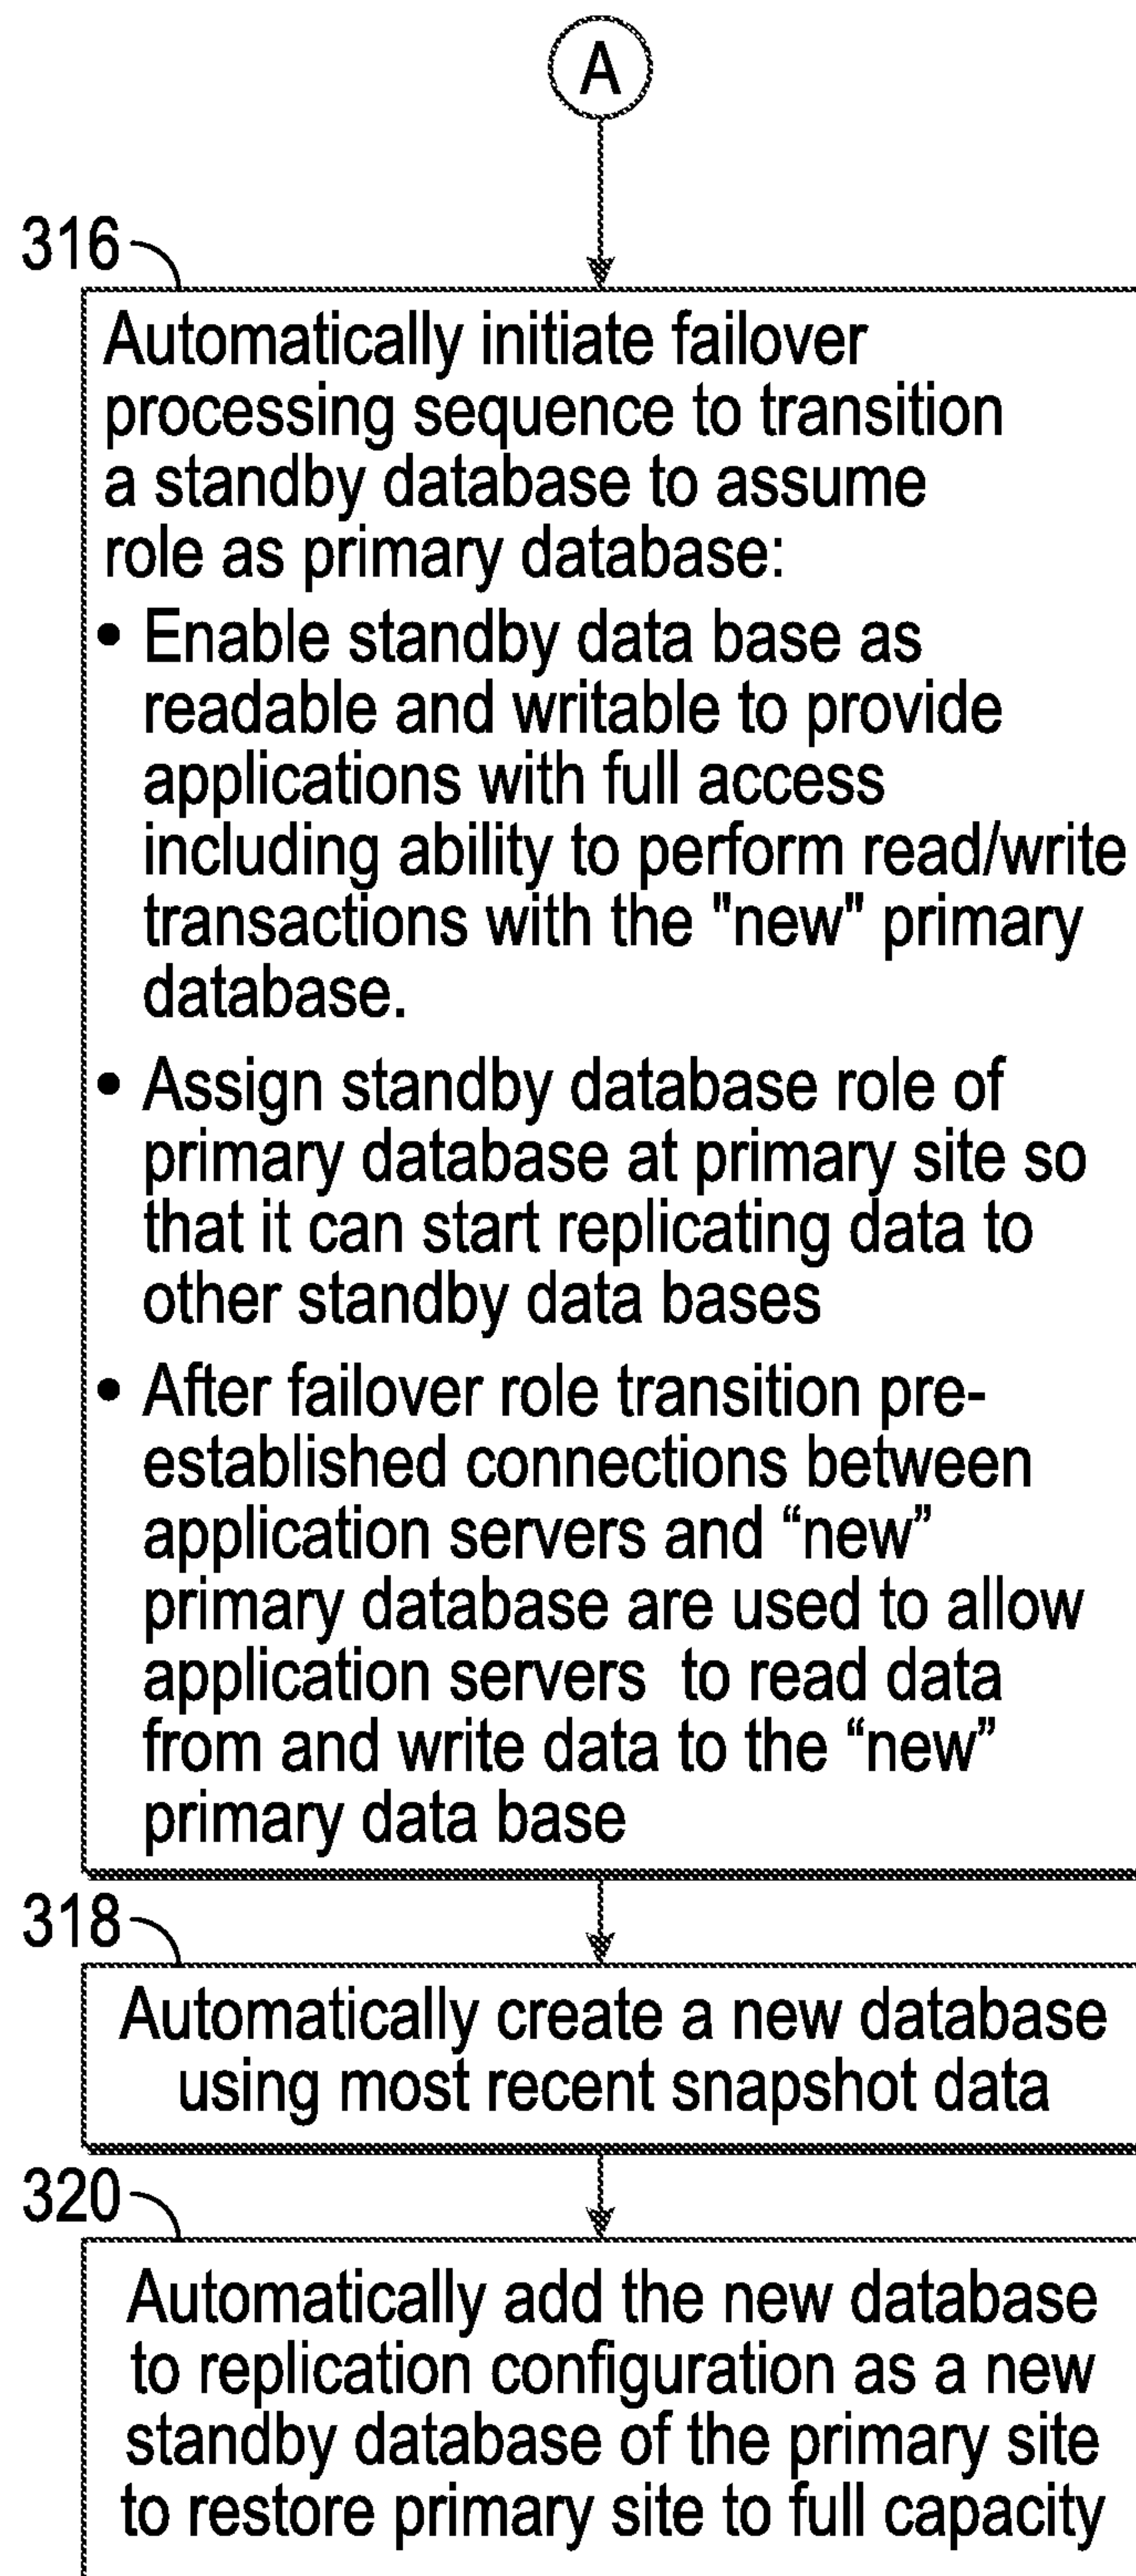 A
316
Automatically initiate failover
processing sequence to transition
a standby database to assume
role as primary database:
• Enable standby data base as
readable and writable to provide
applications with full access
including ability to perform read/write
transactions with the "new" primary
database.
• Assign standby database role of
primary database at primary site so
that it can start replicating data to
other standby data bases
• After failover role transition pre-
established connections between
application servers and “new”
primary database are used to allow
application servers  to read data
from and write data to the “new”
primary data base
318
Automatically create a new database
using most recent snapshot data
320
Automatically add the new database
to replication configuration as a new
standby database of the primary site
to restore primary site to full capacity